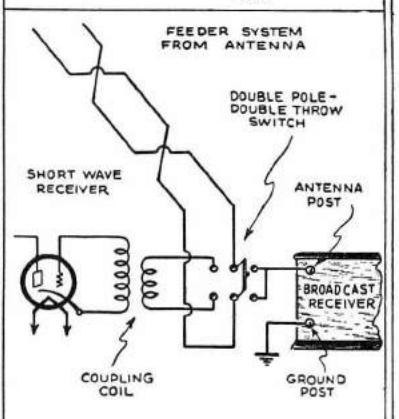 FEEDER SYSTEM
FROM ANTENNA
DOUBLE POLE-
DOUBLE THROW
SWITCH
SHORT WAVE
RECEIVER
ANTENNA
POST
BROADCAST
RECEIVER
COUPLING
COIL
GROUND
POST